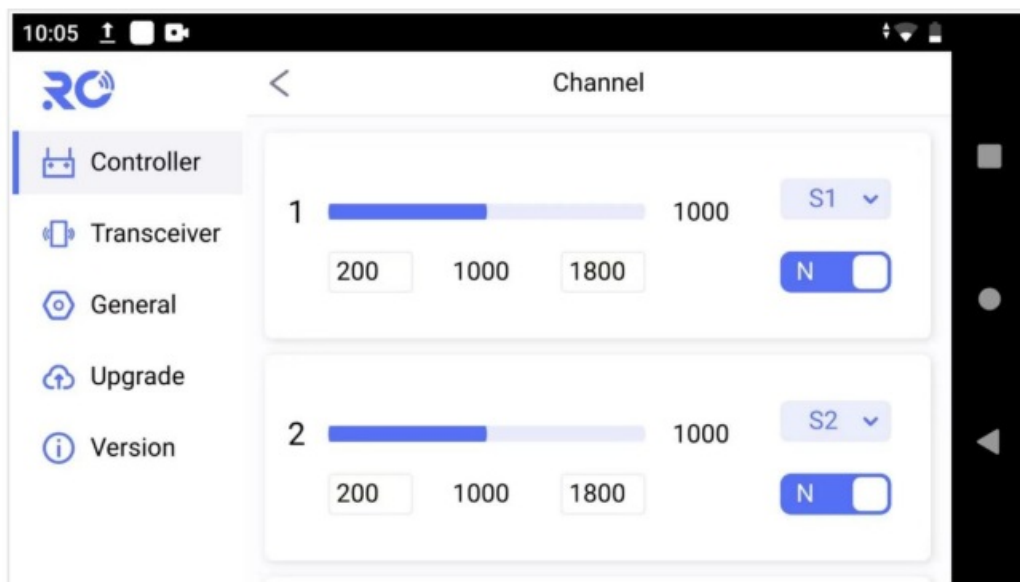 10:05
RC
Channel
Controller
Transceiver
General
Upgrade
Version
1
1000
S1
200
1000
1800
N
2
1000
S2
200
1000
1800
N